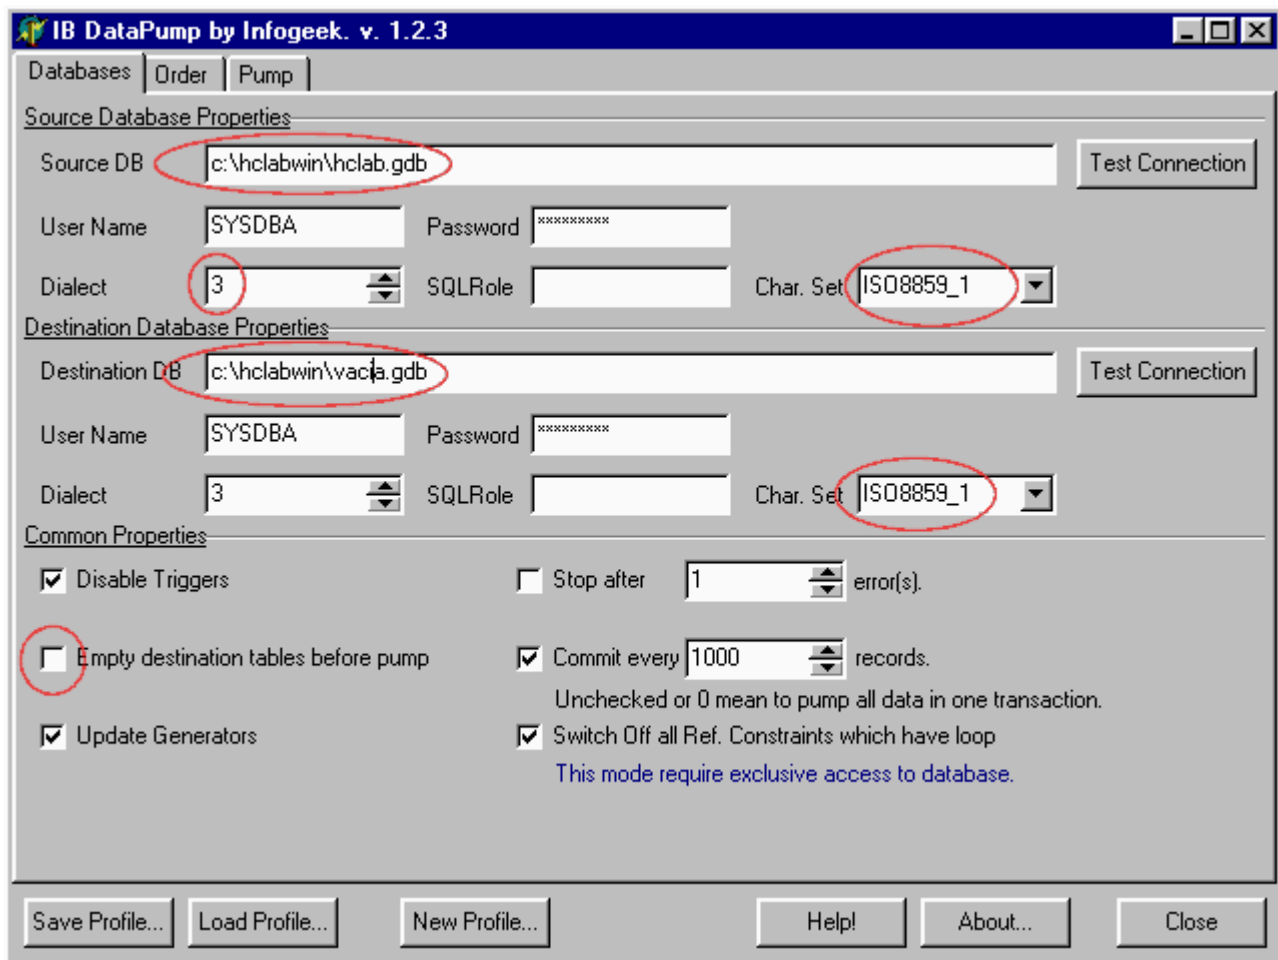 IB DataPump by Infogeek. v. 1.2.3
Databases Order Pump
Source Database Properties
Source DB c:\hclabwin\hclab.gdb Test Connection
User Name SYSDBA Password *********
Dialect 3 SQLRole Char. Set ISO8859_1
Destination Database Properties
Destination DB c:\hclabwin\vacia.gdb Test Connection
User Name SYSDBA Password *********
Dialect 3 SQLRole Char. Set ISO8859_1
Common Properties
Disable Triggers Stop after 1 error(s).
Empty destination tables before pump Commit every 1000 records.
Unchecked or 0 mean to pump all data in one transaction.
Update Generators Switch Off all Ref. Constraints which have loop
This mode require exclusive access to database.
Save Profile... Load Profile... New Profile... Help! About... Close